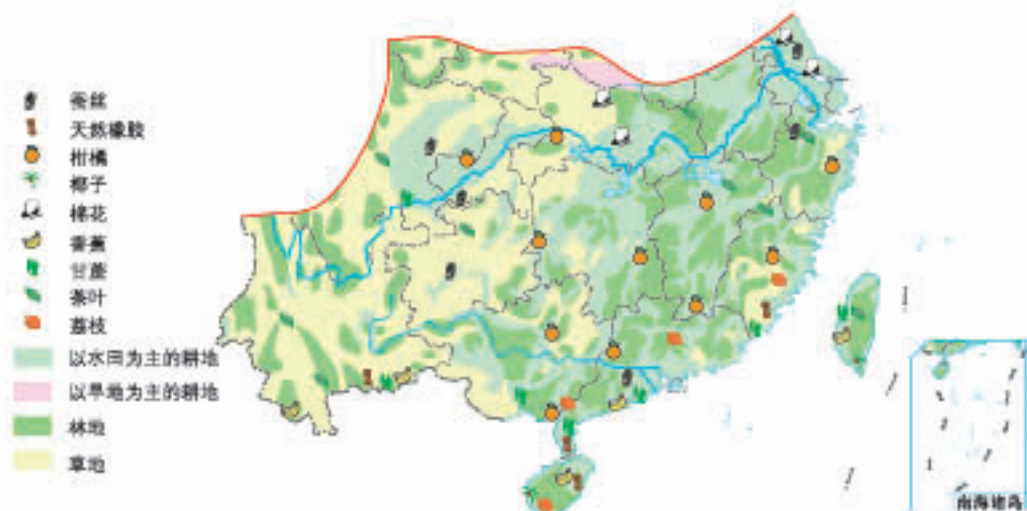 蚕丝
天然橡胶
柑橘
椰子
棉花
香蕉
甘蔗
茶叶
荔枝
以水田为主的耕地
以旱地为主的耕地
林地
草地
南海诸岛